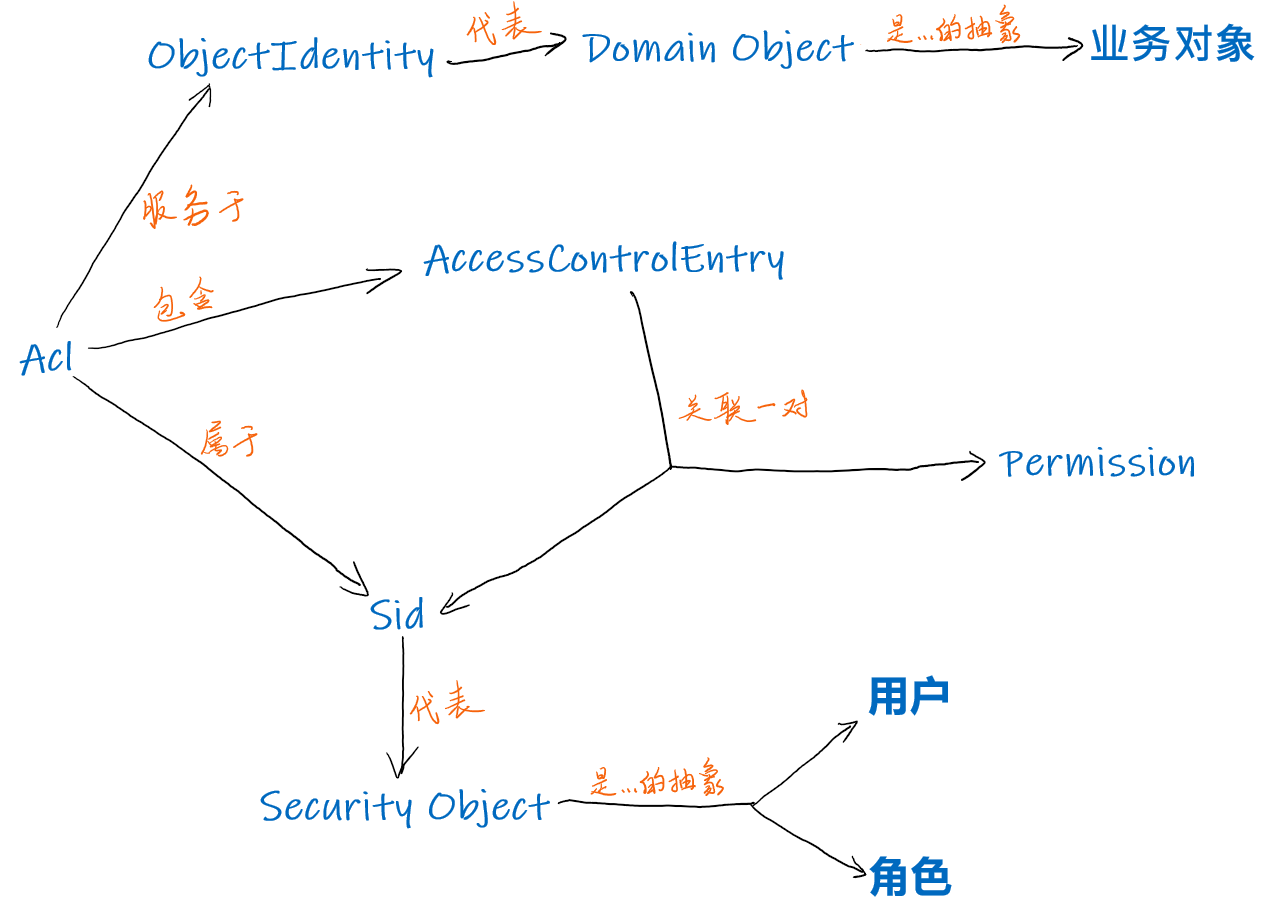 ObjectIdentity
代表
Domain Object
是...的抽象
业务对象
服务于
AccessControlEntry
包含
Acl
关联一对
属于
Permission
Sid
用户
代表
是...的抽象
Security Object
角色